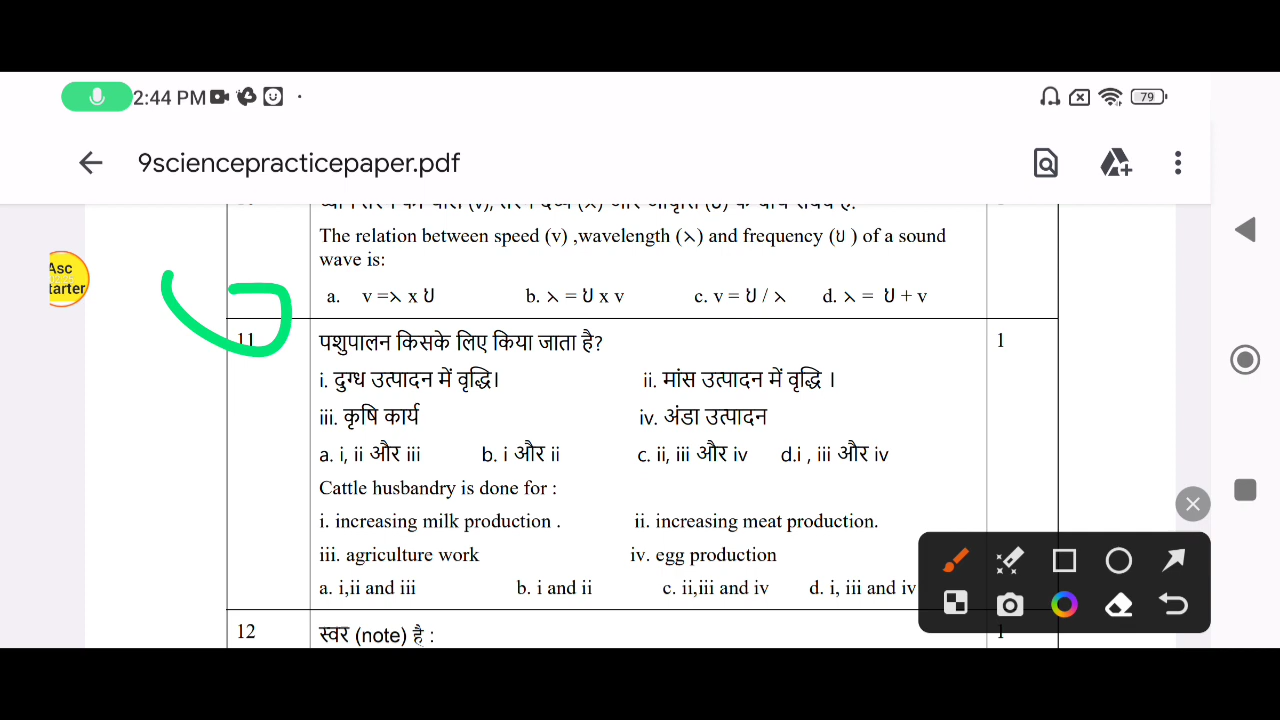 2:44 PM
79
9sciencepracticepaper.pdf
Asc
tarter
The relation between speed (v) ,wavelength (λ) and frequency (υ ) of a sound
wave is:
a. v =λ x υ b. λ = υ x v c. v = υ / λ d. λ = υ + v
11 पशुपालन किसके लिए किया जाता है? 1
i. दुग्ध उत्पादन में वृद्धि। ii. मांस उत्पादन में वृद्धि ।
iii. कृषि कार्य iv. अंडा उत्पादन
a. i, ii और iii b. i और ii c. ii, iii और iv d.i , iii और iv
Cattle husbandry is done for :
i. increasing milk production . ii. increasing meat production.
iii. agriculture work iv. egg production
a. i,ii and iii b. i and ii c. ii,iii and iv d. i, iii and iv
12 स्वर (note) है : 1